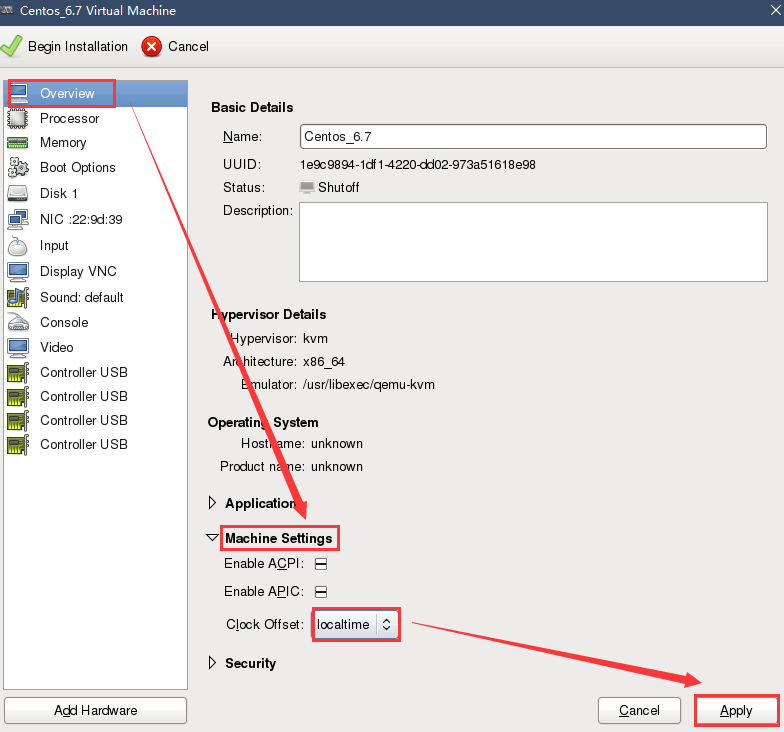 Centos_6.7 Virtual Machine
Begin Installation Cancel
Overview
Processor
Memory
Boot Options
Disk 1
NIC :22:9d:39
Input
Display VNC
Sound: default
Console
Video
Controller USB
Controller USB
Controller USB
Controller USB
Add Hardware
Basic Details
Name: Centos_6.7
UUID: 1e9c9894-1df1-4220-dd02-973a51618e98
Status: Shutoff
Description:
Hypervisor Details
Hypervisor: kvm
Architecture: x86_64
Emulator: /usr/libexec/qemu-kvm
Operating System
Hostname: unknown
Product name: unknown
Application
Machine Settings
Enable ACPI:
Enable APIC:
Clock Offset: localtime
Security
Cancel Apply